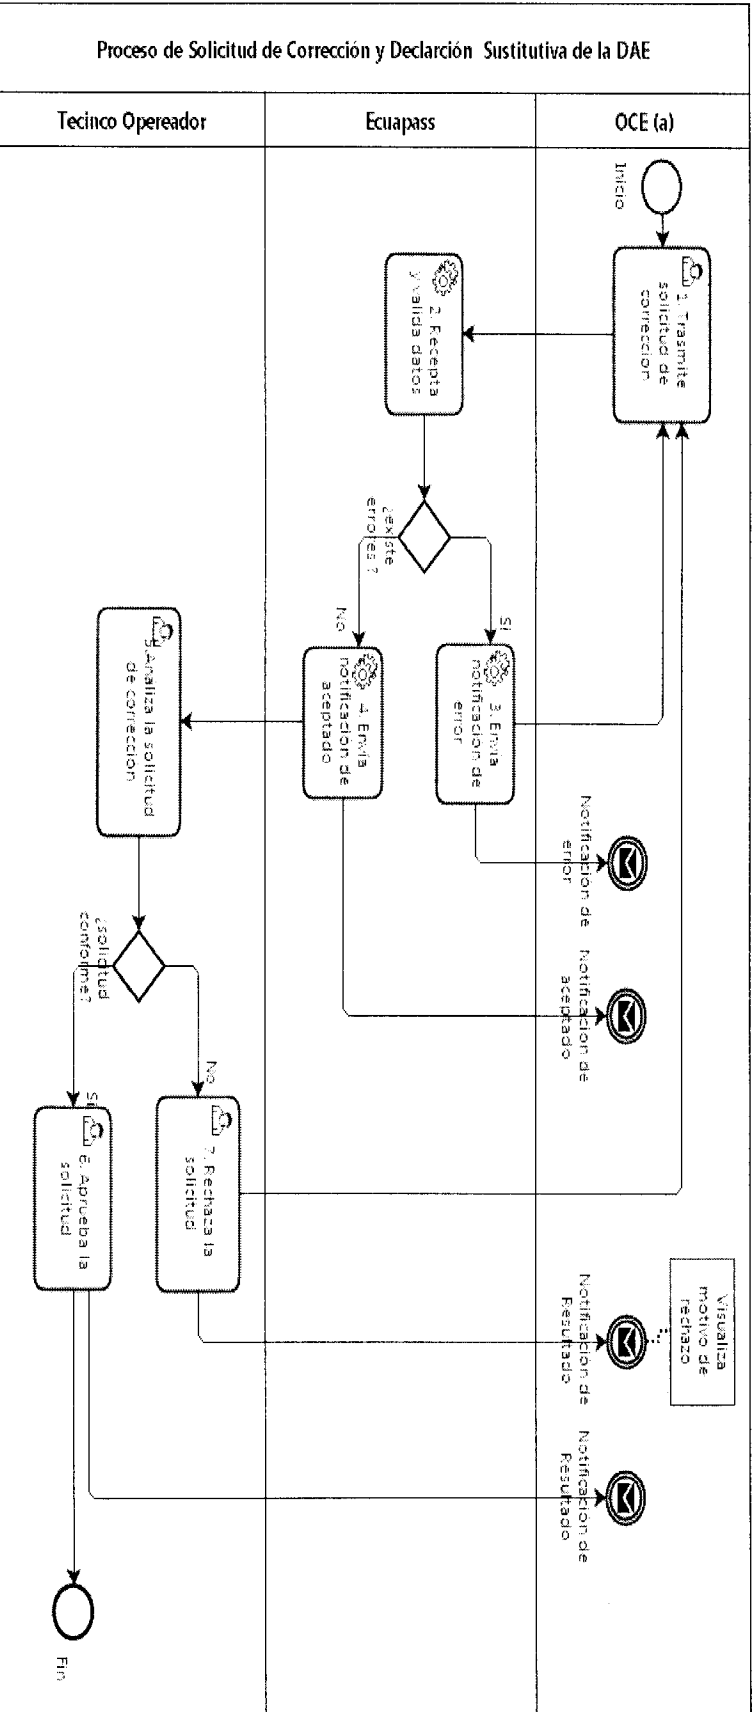 Proceso de Solicitud de Corrección y Declarción Sustitutiva de la DAE
Tecinco Opereador
Ecuapass
OCE (a)
Inicio
1. Trasmite
solicitud de
correccion
2. Recepta
y valida datos
¿existe
errores ?
Si
No
3. Envia
notificacion de
error
4. Envia
notificacion de
aceptado
Notificación de
error
Notificacion de
aceptado
5.Analiza la solicitud
de correccion
¿solicitud
conforme?
No
Si
7. Rechaza la
solicitud
6. Aprueba la
solicitud
Visualiza
motivo de
rechazo
Notificación de
Resultado
Notificación de
Resultado
Fin